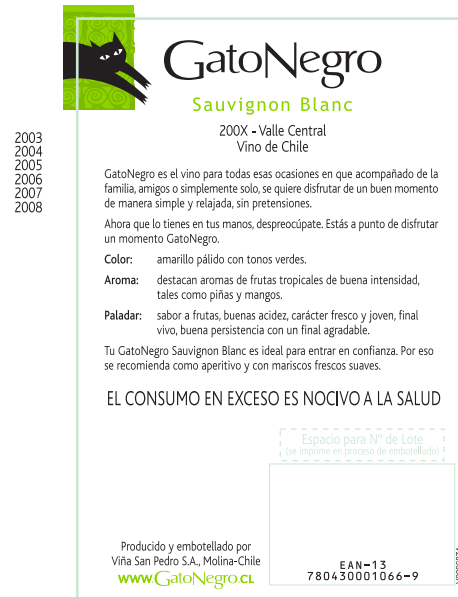 GatoNegro
Sauvignon Blanc
200X - Valle Central
Vino de Chile
2003
2004
2005
2006
2007
2008
GatoNegro es el vino para todas esas ocasiones en que acompañado de la
familia, amigos o simplemente solo, se quiere disfrutar de un buen momento
de manera simple y relajada, sin pretensiones.
Ahora que lo tienes en tus manos, despreocúpate. Estás a punto de disfrutar
un momento GatoNegro.
Color: amarillo pálido con tonos verdes.
Aroma: destacan aromas de frutas tropicales de buena intensidad,
tales como piñas y mangos.
Paladar: sabor a frutas, buenas acidez, carácter fresco y joven, final
vivo, buena persistencia con un final agradable.
Tu GatoNegro Sauvignon Blanc es ideal para entrar en confianza. Por eso
se recomienda como aperitivo y con mariscos frescos suaves.
EL CONSUMO EN EXCESO ES NOCIVO A LA SALUD
Espacio para Nº de Lote
(se imprime en proceso de embotellado)
Producido y embotellado por
Viña San Pedro S.A., Molina-Chile
www.GatoNegro.CL
EAN-13
780430001066-9